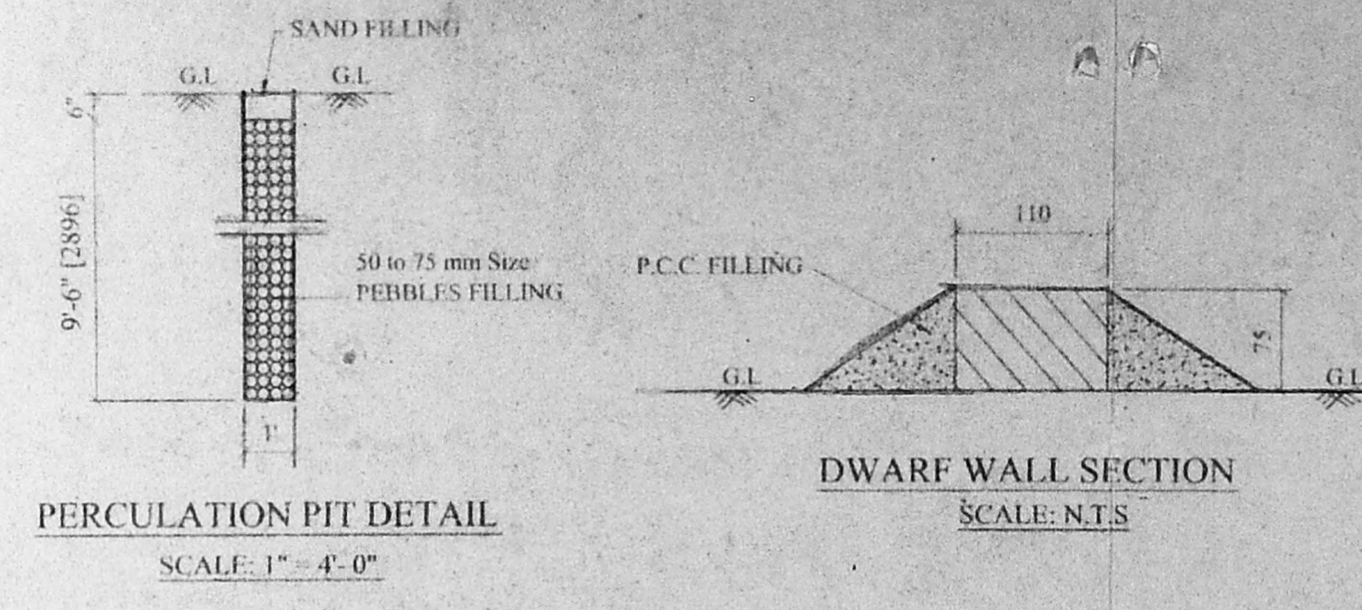 SAND FILLING
G.L
G.L
6"
9'-6" [2896]
50 to 75 mm Size
PEBBLES FILLING
1'
PERCULATION PIT DETAIL
SCALE: 1" = 4'- 0"
110
P.C.C. FILLING
75
G.L
G.L
DWARF WALL SECTION
SCALE: N.T.S